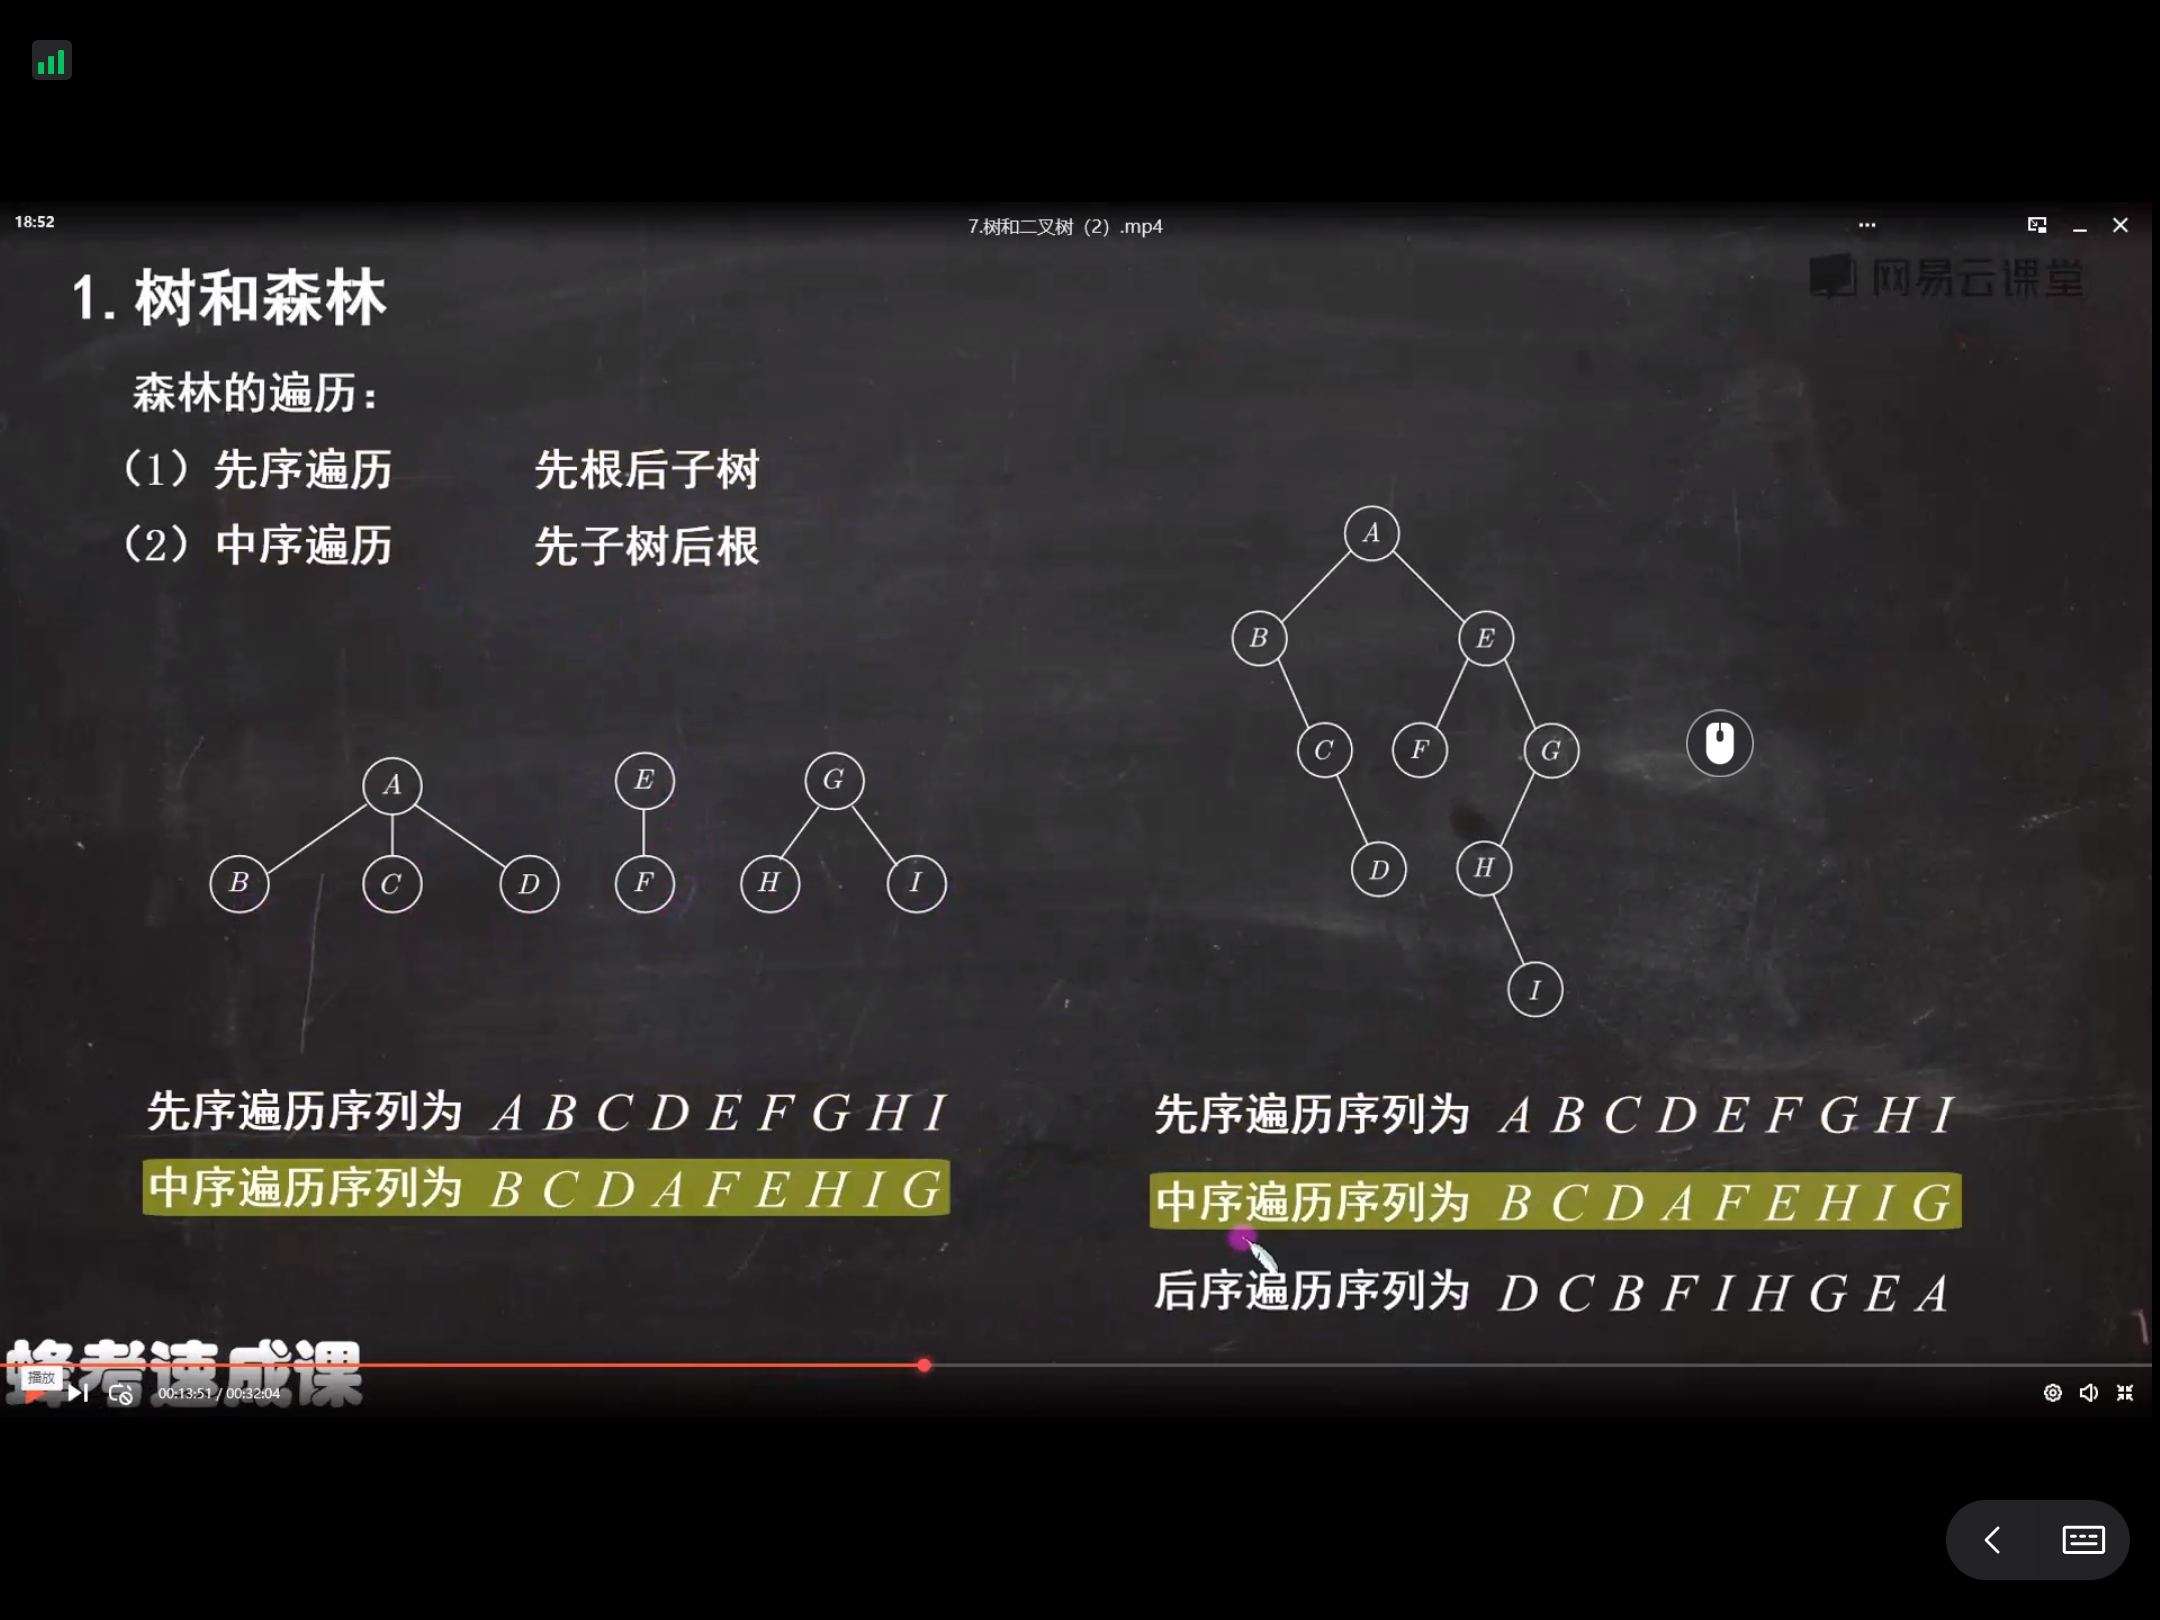 18:52
7.树和二叉树（2）.mp4
网易云课堂
1. 树和森林
森林的遍历：
（1）先序遍历 先根后子树
（2）中序遍历 先子树后根
A
B C D
E
F
G
H I
A
B E
C F G
D H
I
先序遍历序列为 A B C D E F G H I
中序遍历序列为 B C D A F E H I G
先序遍历序列为 A B C D E F G H I
中序遍历序列为 B C D A F E H I G
后序遍历序列为 D C B F I H G E A
蜂考速成课
播放
00:13:51 / 00:32:04